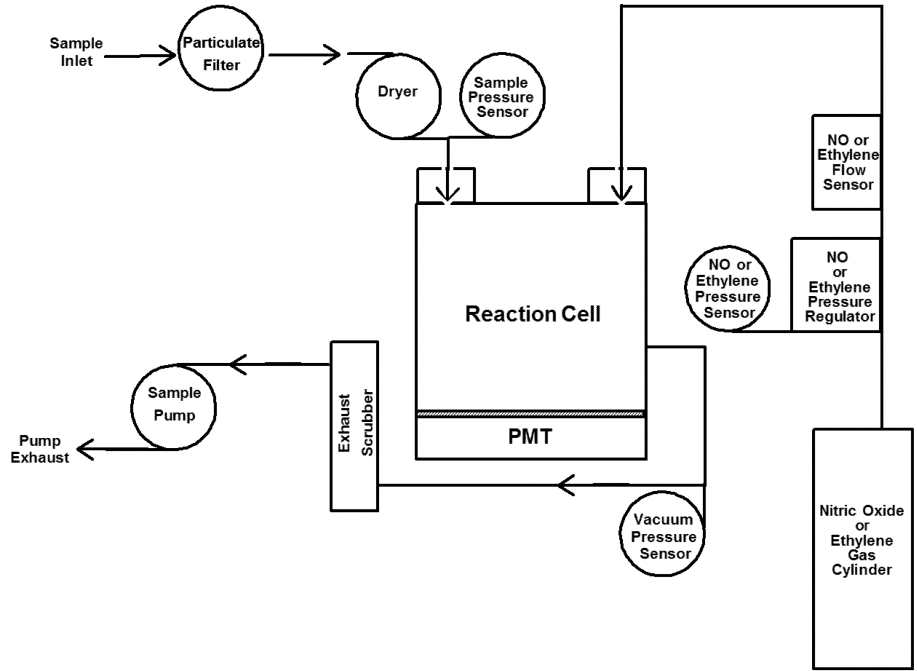 Sample
Inlet
Particulate
Filter
Dryer
Sample
Pressure
Sensor
NO or
Ethylene
Flow
Sensor
NO or
Ethylene
Pressure
Sensor
NO
or
Ethylene
Pressure
Regulator
Reaction Cell
PMT
Exhaust
Scrubber
Sample
Pump
Pump
Exhaust
Vacuum
Pressure
Sensor
Nitric Oxide
or
Ethylene
Gas
Cylinder